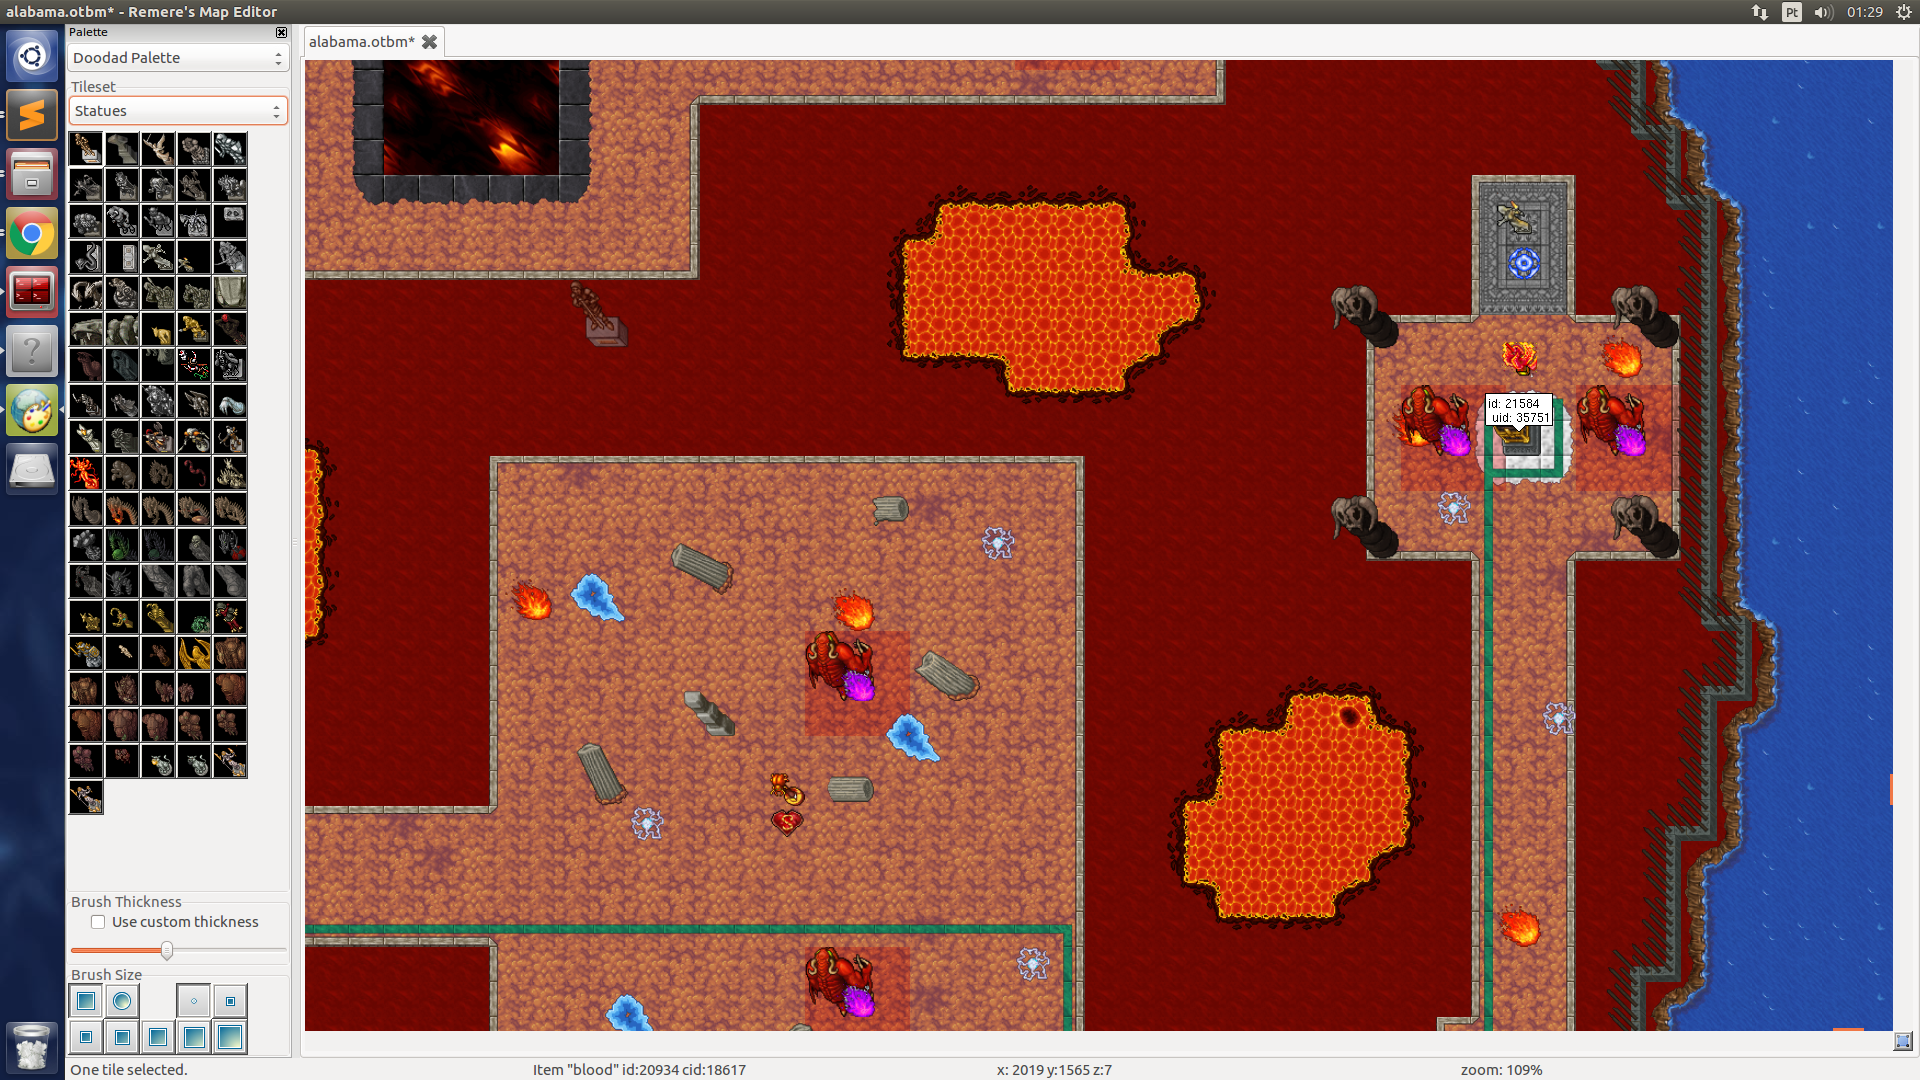 alabama.otbm* - Remere's Map Editor
Pt
01:29
Palette
alabama.otbm*
Doodad Palette
Tileset
Statues
id: 21584
uid: 35751
Brush Thickness
Use custom thickness
Brush Size
One tile selected.
Item "blood" id:20934 cid:18617
x: 2019 y:1565 z:7
zoom: 109%